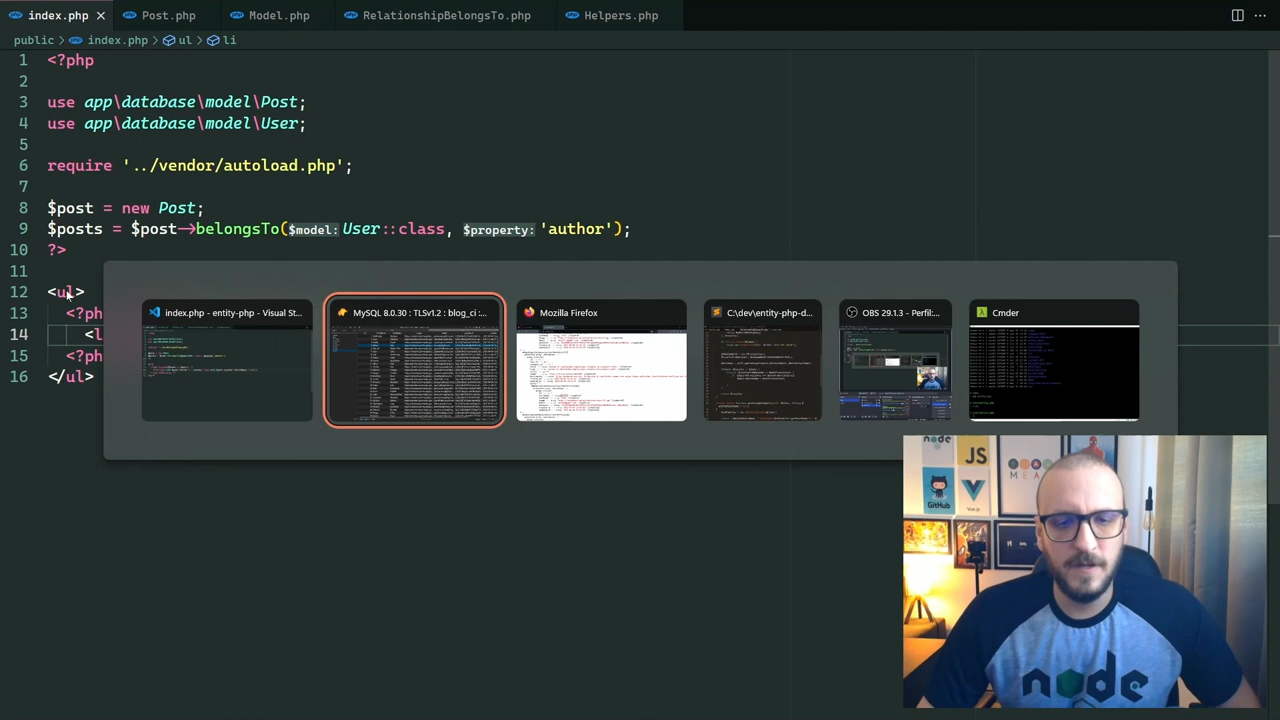 index.php
Post.php
Model.php
RelationshipBelongsTo.php
Helpers.php
public > index.php > ul > li
1 <?php
2
3 use app\database\model\Post;
4 use app\database\model\User;
5
6 require '../vendor/autoload.php';
7
8 $post = new Post;
9 $posts = $post->belongsTo($model: User::class, $property: 'author');
10 ?>
11
12 <ul>
13 <?ph
14 <l
15 <?ph
16 </ul>
index.php - entity-php - Visual St...
MySQL 8.0.30 : TLSv1.2 : blog_ci :...
Mozilla Firefox
C:\dev\entity-php-d...
OBS 29.1.3 - Perfil:...
Cmder
node
JS
GitHub
Vue.js
MEA
node